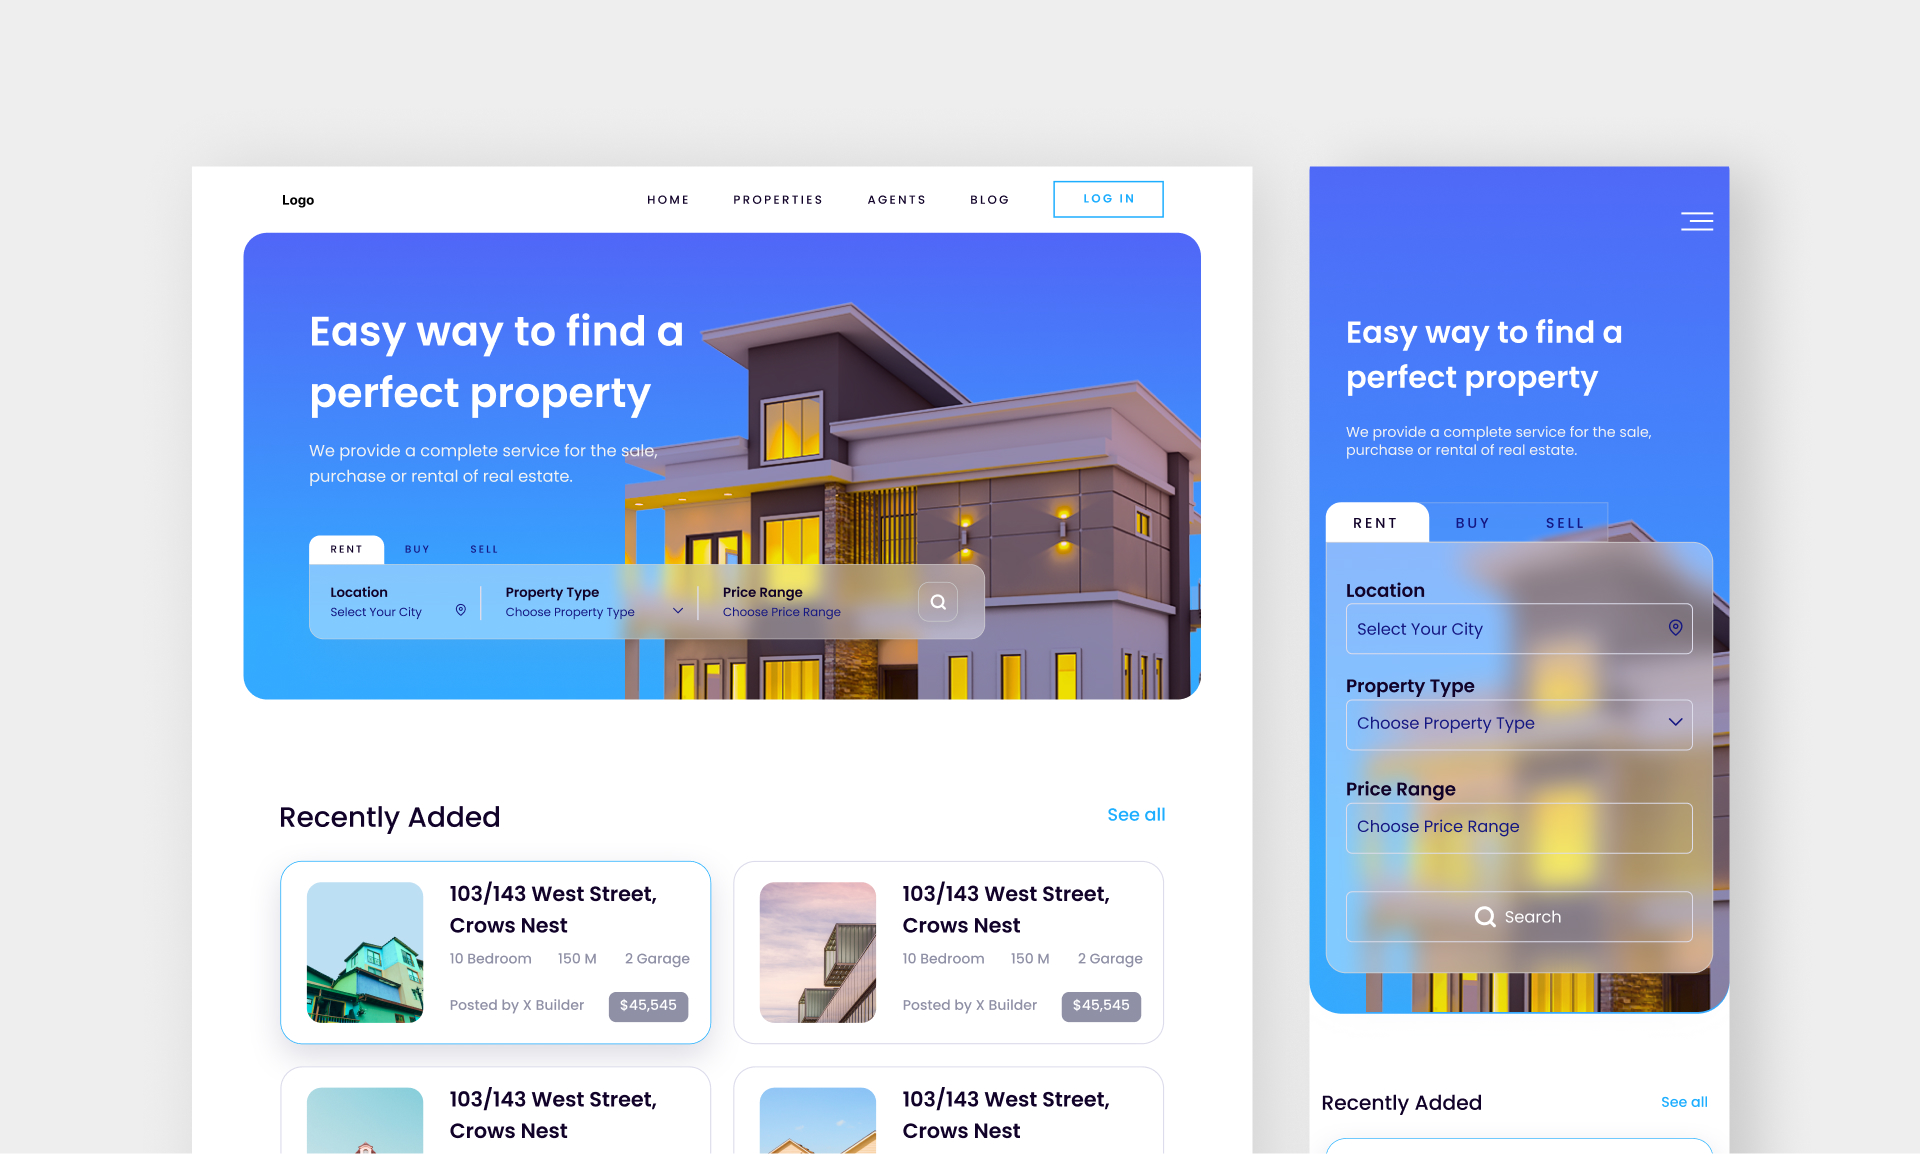 Logo
HOME PROPERTIES AGENTS BLOG LOG IN
Easy way to find a
perfect property
We provide a complete service for the sale,
purchase or rental of real estate.
RENT BUY SELL
Location Property Type Price Range
Select Your City Choose Property Type Choose Price Range
Recently Added See all
103/143 West Street,
Crows Nest
10 Bedroom 150 M 2 Garage
Posted by X Builder $45,545
103/143 West Street,
Crows Nest
10 Bedroom 150 M 2 Garage
Posted by X Builder $45,545
103/143 West Street,
Crows Nest
103/143 West Street,
Crows Nest
Easy way to find a
perfect property
We provide a complete service for the sale,
purchase or rental of real estate.
RENT BUY SELL
Location
Select Your City
Property Type
Choose Property Type
Price Range
Choose Price Range
Search
Recently Added See all